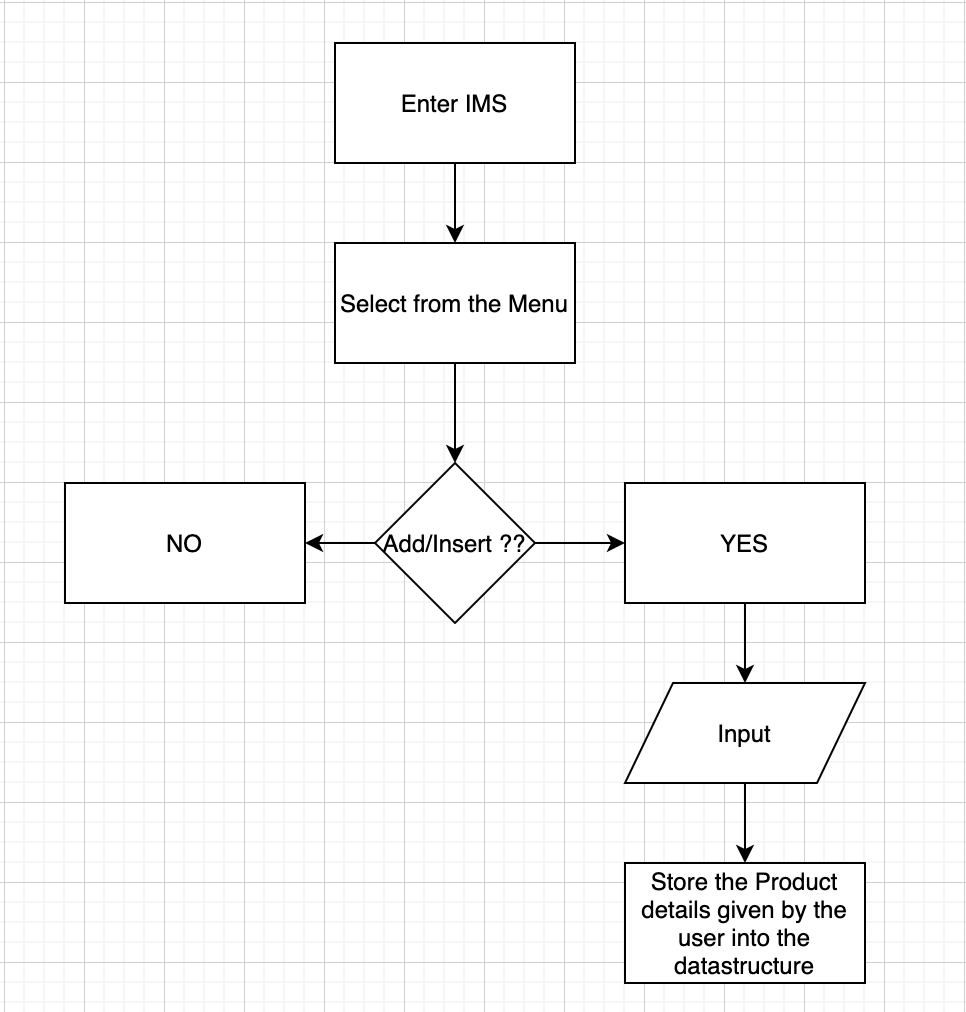 Enter IMS
Select from the Menu
NO
Add/Insert ??
YES
Input
Store the Product
details given by the
user into the
datastructure